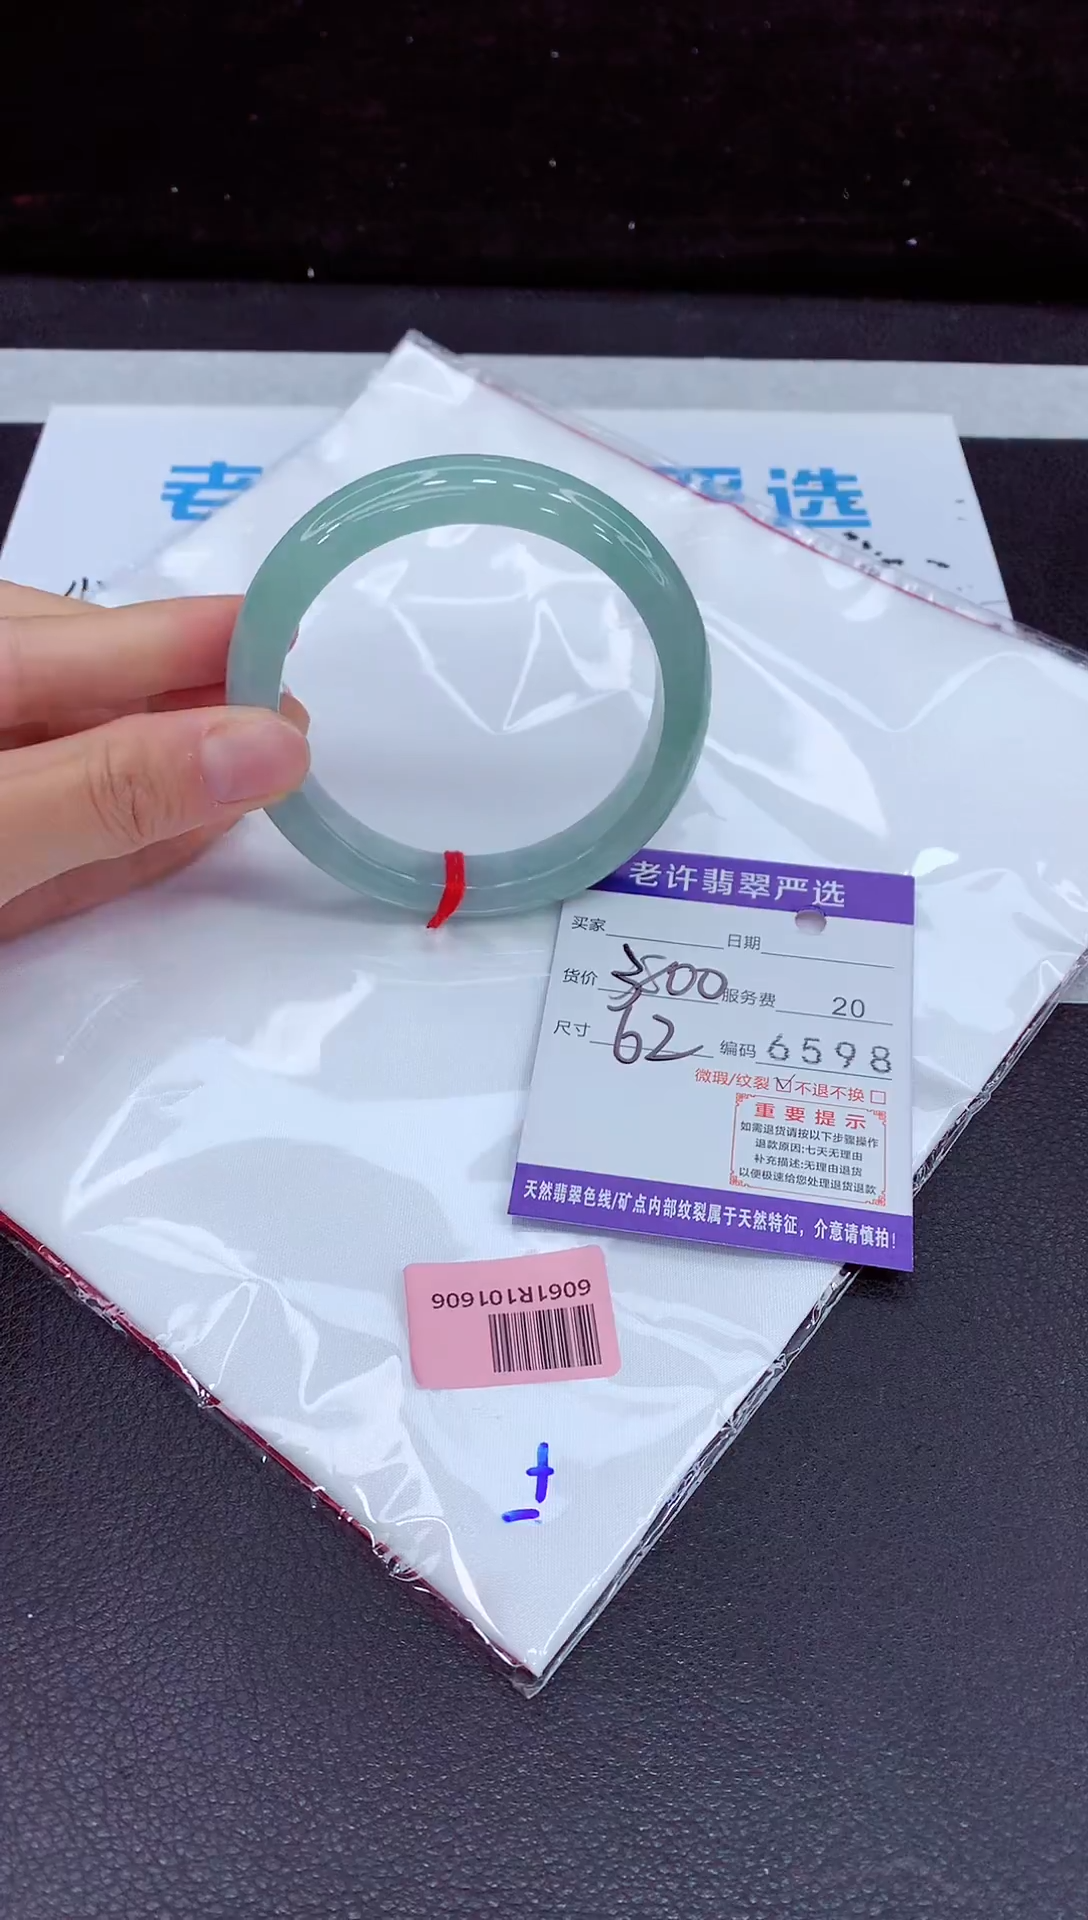 老
严选
老许翡翠严选
买家 日期
货价 3800 服务费 20
尺寸 62 编码 6598
微瑕/纹裂☑不退不换☐
重要提示
如需退货请按以下步骤操作
退款原因:七天无理由
补充描述:无理由退货
以便极速给您处理退货退款
天然翡翠色线/矿点内部纹裂属于天然特征，介意请慎拍!
6061R101606